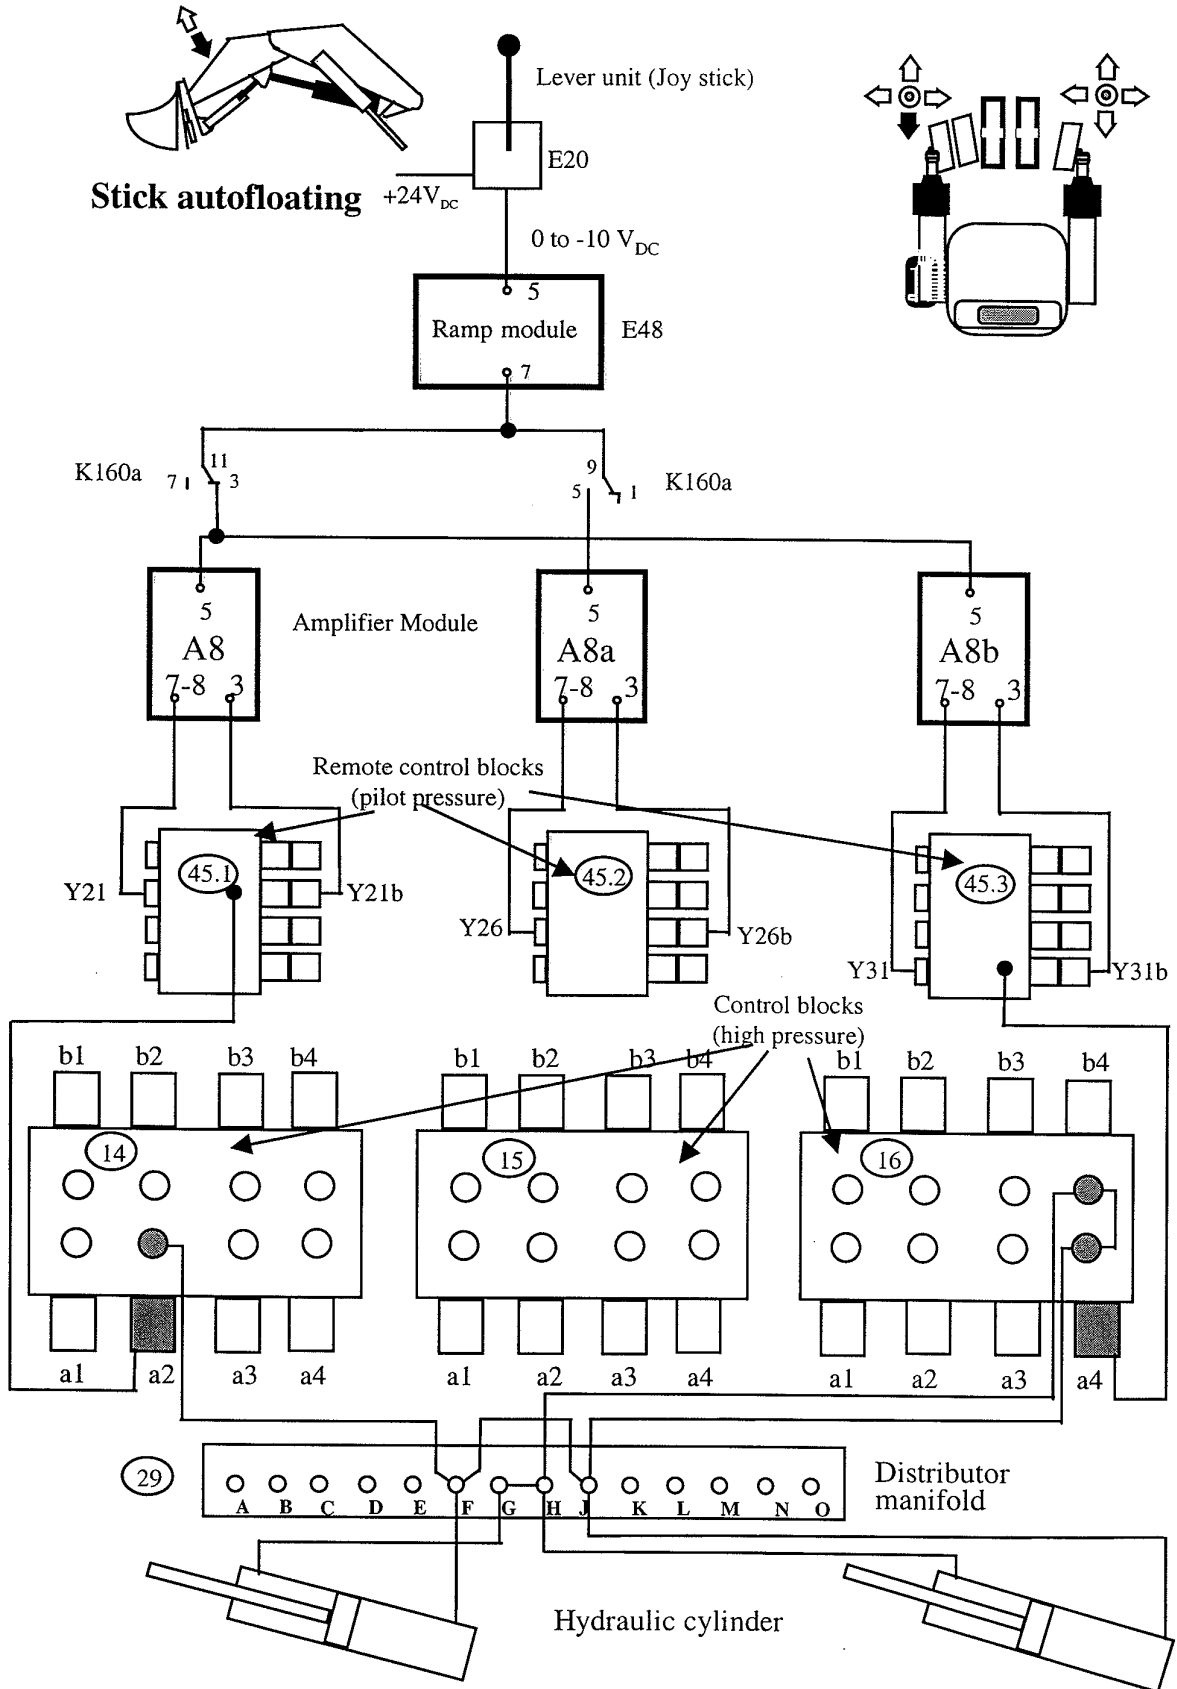 Lever unit (Joy stick)
E20
Stick autofloating
+24VDC
0 to -10 VDC
5
Ramp module
E48
7
K160a
7
11
3
9
5
1
K160a
5
A8
7-8 3
Amplifier Module
5
A8a
7-8 3
5
A8b
7-8 3
Remote control blocks
(pilot pressure)
45.1
45.2
45.3
Y21
Y21b
Y26
Y26b
Y31
Y31b
Control blocks
(high pressure)
b1 b2 b3 b4
b1 b2 b3 b4
b1 b2 b3 b4
14
15
16
a1 a2 a3 a4
a1 a2 a3 a4
a1 a2 a3 a4
29
A B C D E F G H J K L M N O
Distributor
manifold
Hydraulic cylinder